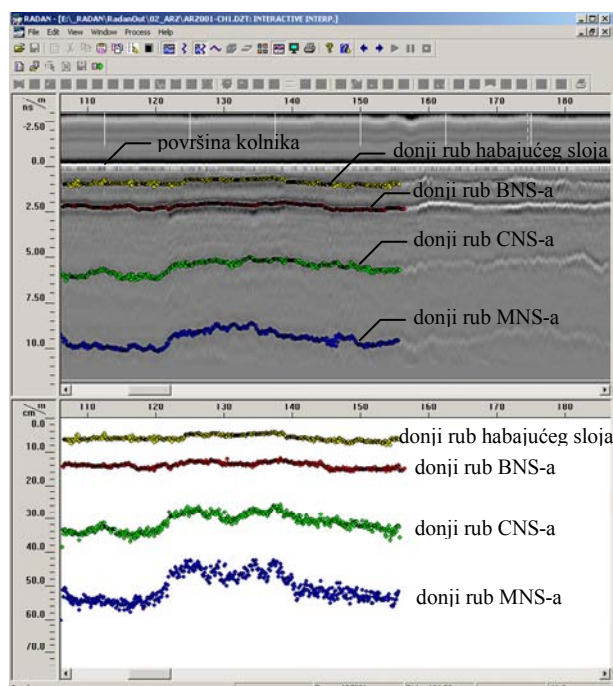 RADAN - [E:\_RADAN\RadanOut\02_ARZ\AR2001-CH1.DZT: INTERACTIVE INTERP.]
File Edit View Window Process Help
m
ns
110 120 130 140 150 160 170 180
-2.50
površina kolnika
donji rub habajućeg sloja
0.0
donji rub BNS-a
2.50
donji rub CNS-a
5.00
7.50
donji rub MNS-a
10.0
m
cm
110 120 130 140 150 160 170 180
0.0
donji rub habajućeg sloja
10.0
donji rub BNS-a
20.0
30.0
donji rub CNS-a
40.0
50.0
donji rub MNS-a
60.0
70.0